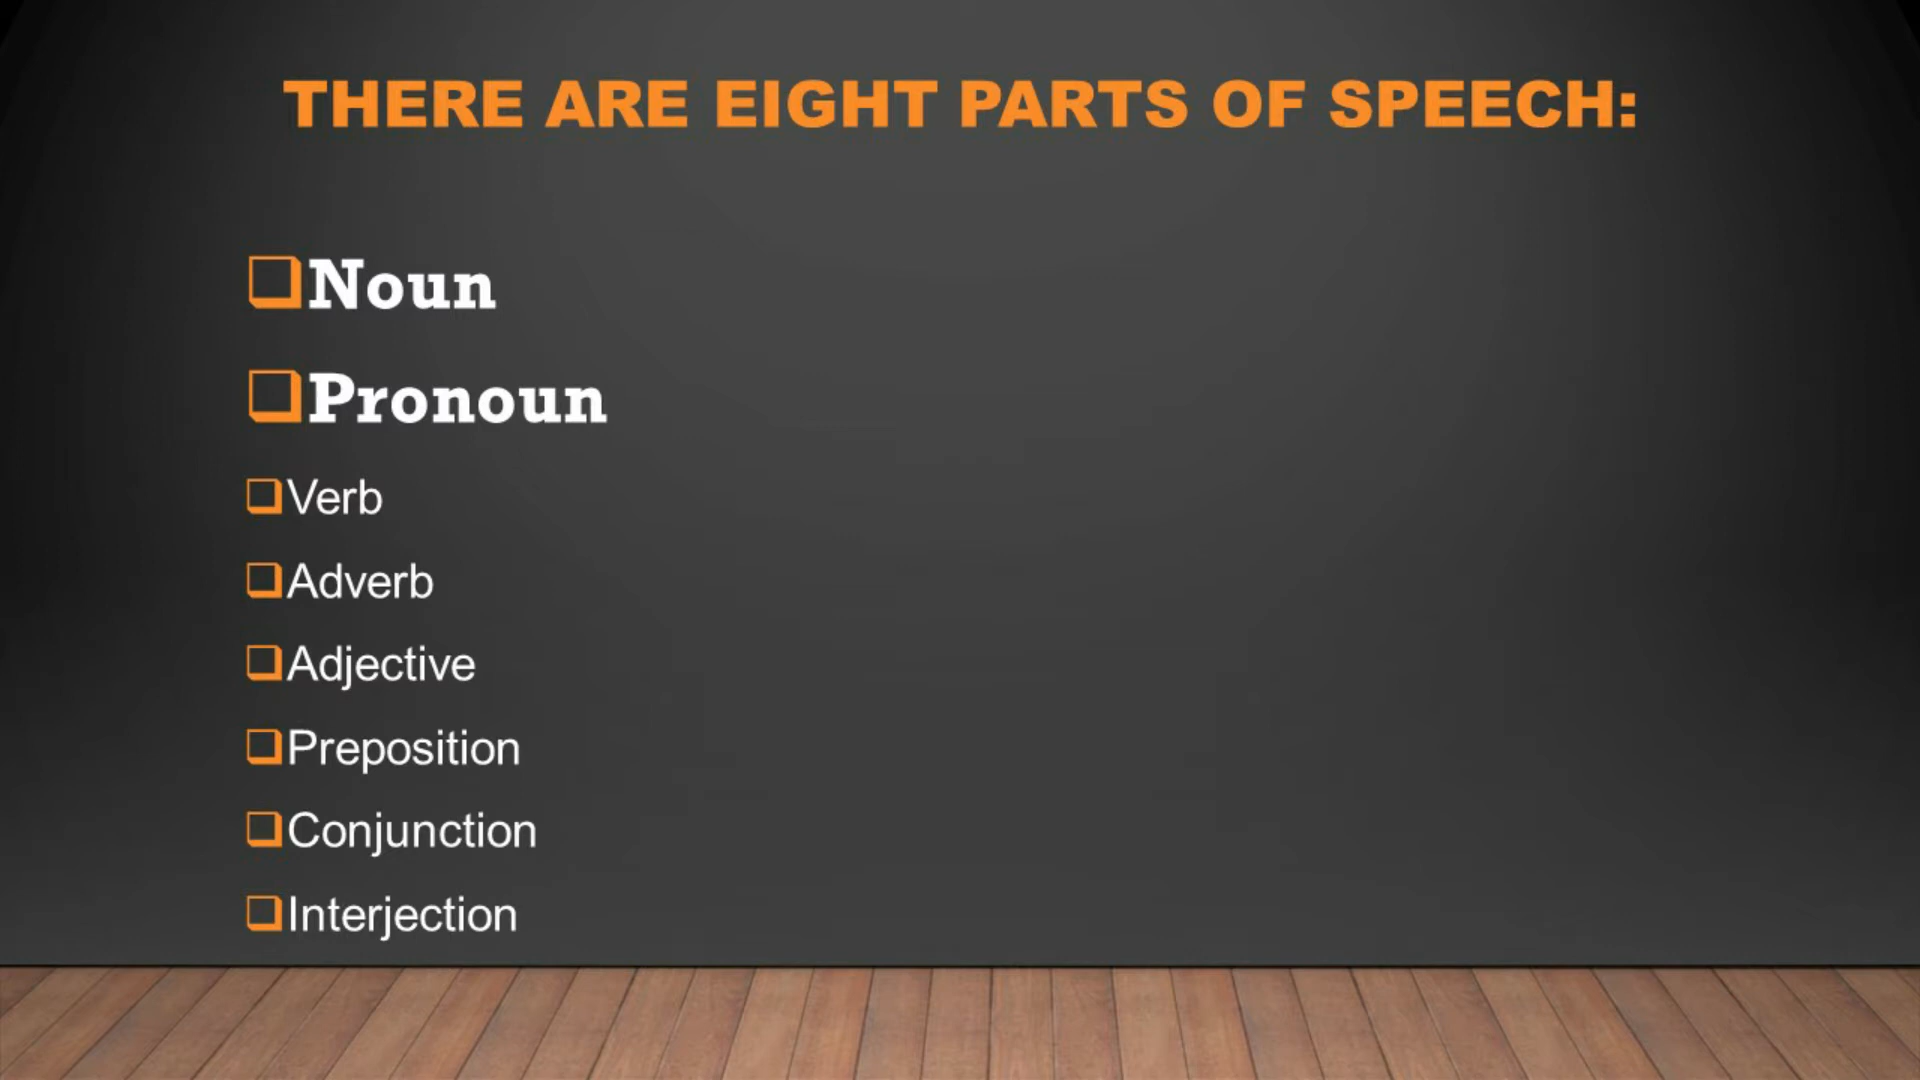 THERE ARE EIGHT PARTS OF SPEECH:
Noun
Pronoun
Verb
Adverb
Adjective
Preposition
Conjunction
Interjection